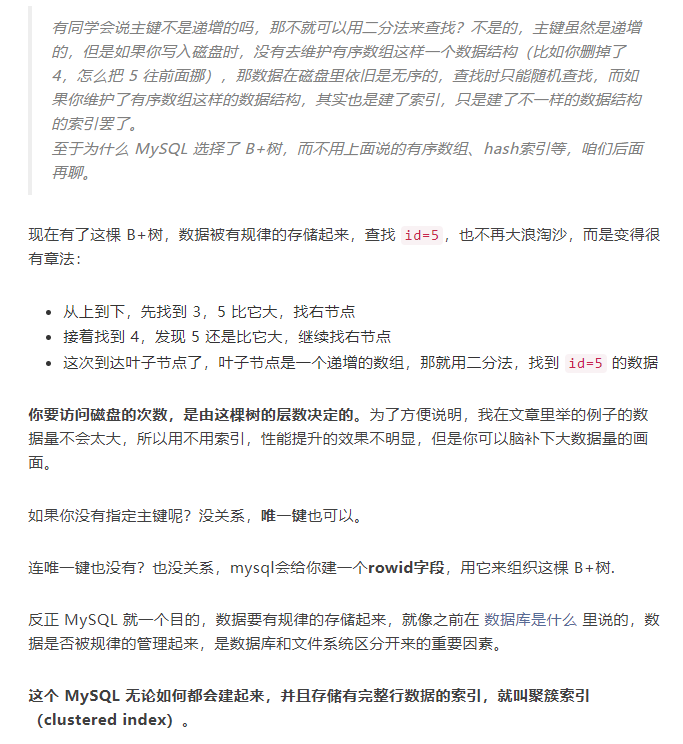 有同学会说主键不是递增的吗，那不就可以用二分法来查找？不是的，主键虽然是递增
的，但是如果你写入磁盘时，没有去维护有序数组这样一个数据结构（比如你删掉了
4，怎么把 5 往前面挪），那数据在磁盘里依旧是无序的，查找时只能随机查找，而如
果你维护了有序数组这样的数据结构，其实也是建了索引，只是建了不一样的数据结构
的索引罢了。
至于为什么 MySQL 选择了 B+树，而不用上面说的有序数组、hash索引等，咱们后面
再聊。
现在有了这棵 B+树，数据被有规律的存储起来，查找 id=5，也不再大浪淘沙，而是变得很
有章法：
• 从上到下，先找到 3，5 比它大，找右节点
• 接着找到 4，发现 5 还是比它大，继续找右节点
• 这次到达叶子节点了，叶子节点是一个递增的数组，那就用二分法，找到 id=5 的数据
你要访问磁盘的次数，是由这棵树的层数决定的。为了方便说明，我在文章里举的例子的数
据量不会太大，所以用不用索引，性能提升的效果不明显，但是你可以脑补下大数据量的画
面。
如果你没有指定主键呢？没关系，唯一键也可以。
连唯一键也没有？也没关系，mysql会给你建一个rowid字段，用它来组织这棵 B+树.
反正 MySQL 就一个目的，数据要有规律的存储起来，就像之前在 数据库是什么 里说的，数
据是否被规律的管理起来，是数据库和文件系统区分开来的重要因素。
这个 MySQL 无论如何都会建起来，并且存储有完整行数据的索引，就叫聚簇索引
（clustered index）。